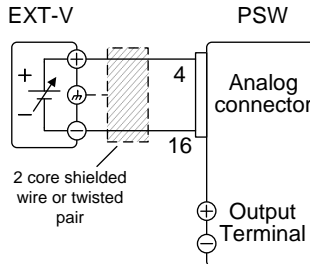 EXT-V
PSW
+
−
+
−
4
16
Analog
connector
2 core shielded
wire or twisted
pair
+
−
Output
Terminal